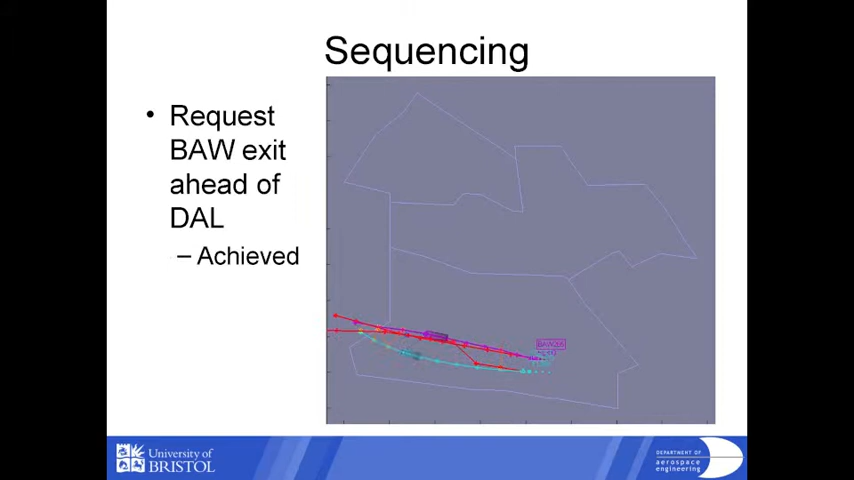 Sequencing
• Request
BAW exit
ahead of
DAL
– Achieved
University of
BRISTOL
DEPARTMENT OF
aerospace
engineering